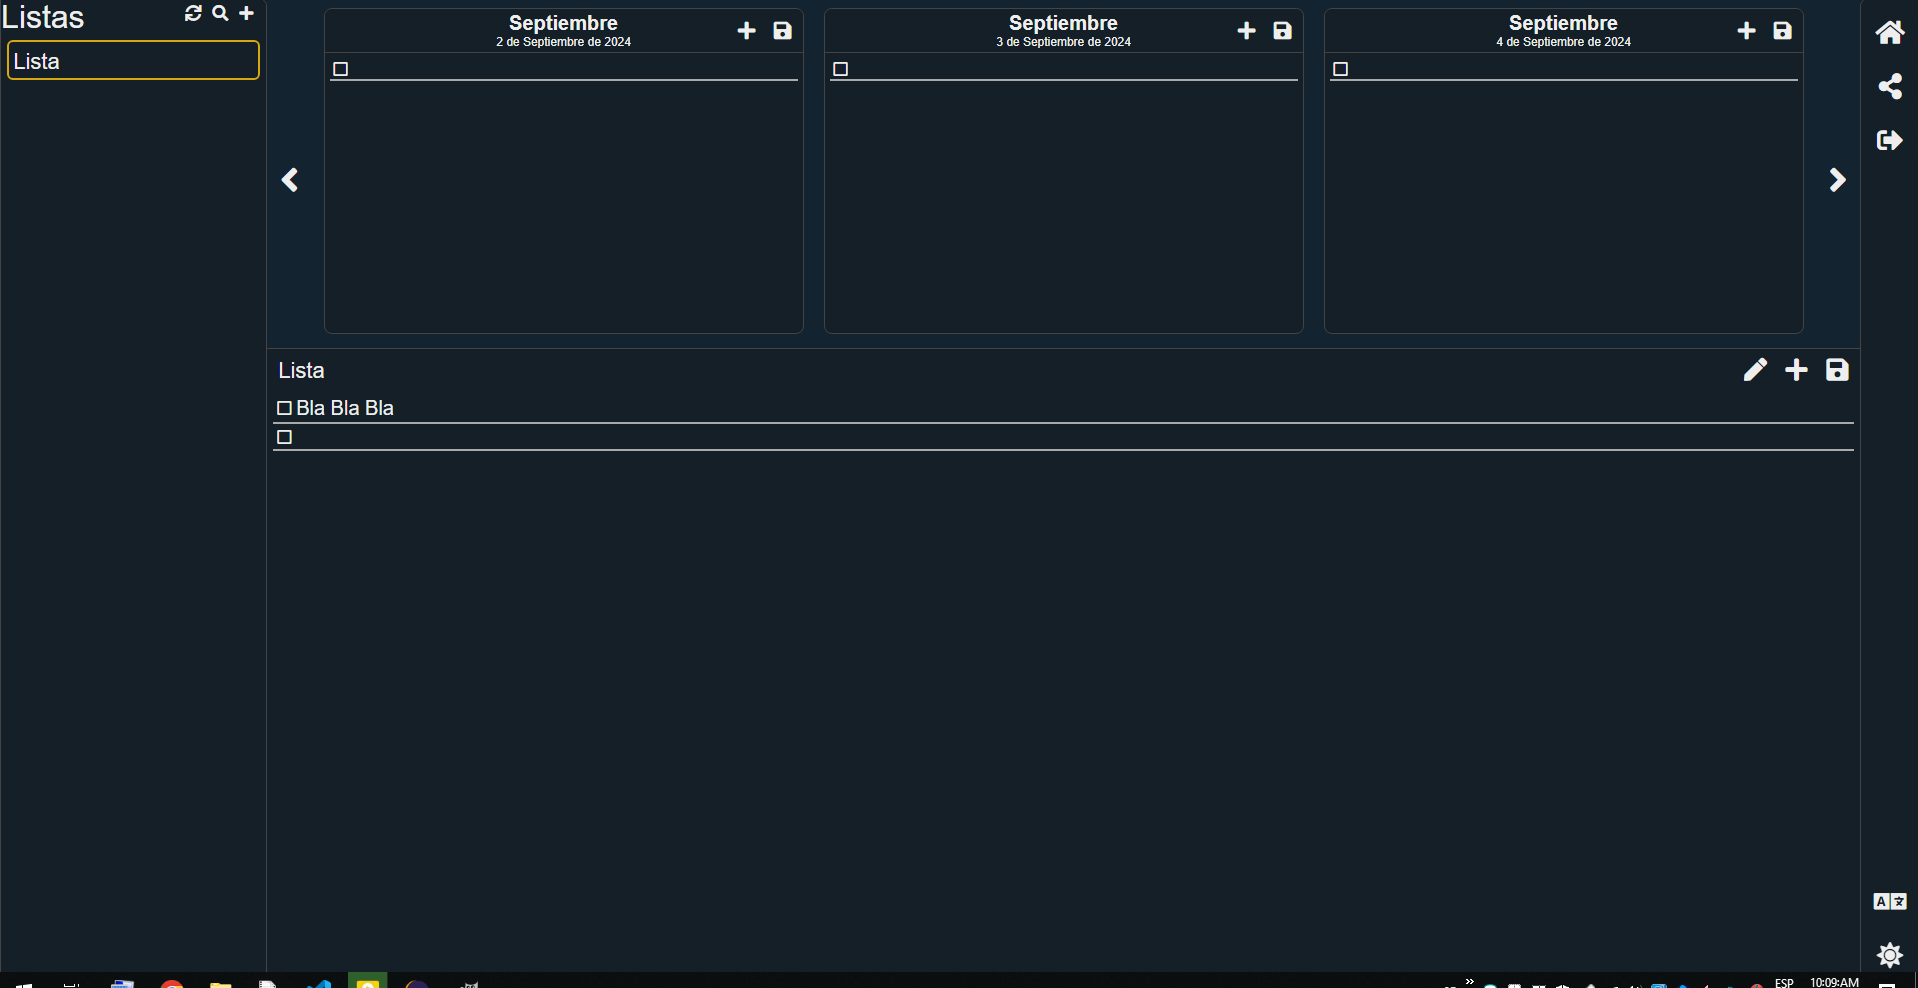 Listas
Lista
Septiembre
2 de Septiembre de 2024
Septiembre
3 de Septiembre de 2024
Septiembre
4 de Septiembre de 2024
Lista
Bla Bla Bla
A
ESP
10:09:AM